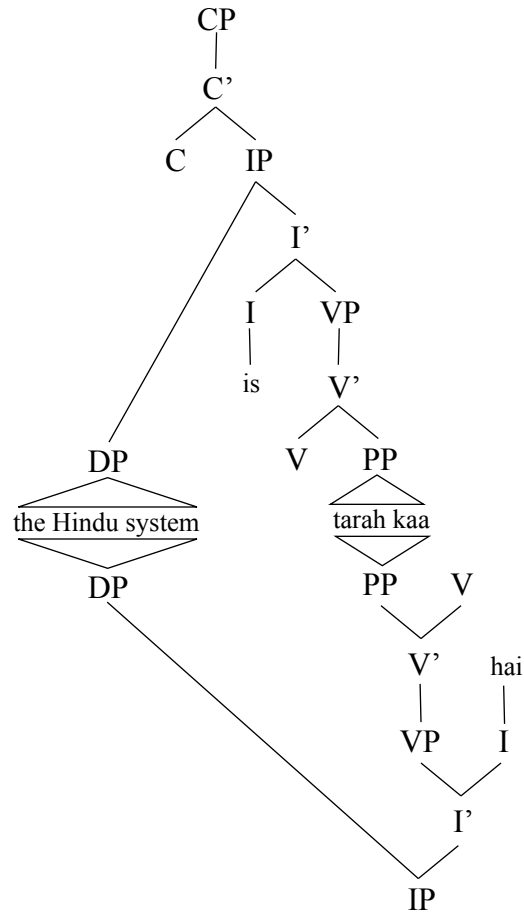 CP
C’
C IP
I’
I VP
is V’
DP V PP
the Hindu system tarah kaa
DP PP V
V’ hai
VP I
I’
IP